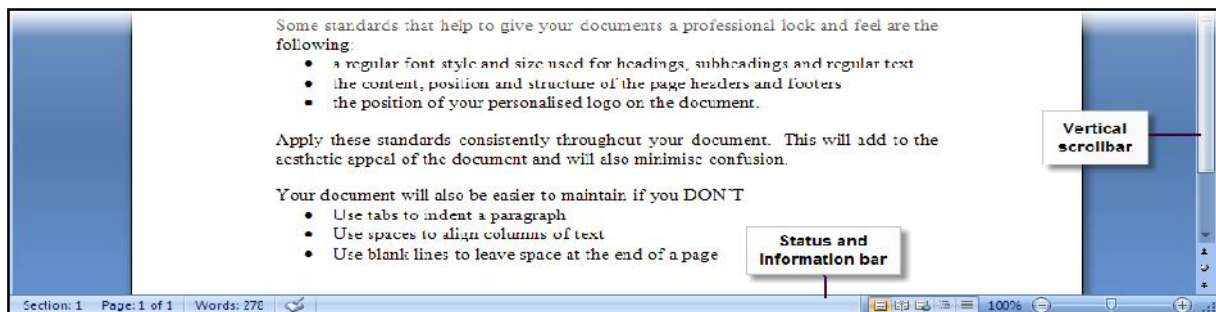 Some standards that help to give your documents a professional lock and feel are the
following:
• a regular font style and size used for headings, subheadings and regular text
• the content, position and structure of the page headers and footers
• the position of your personalised logo on the document.
Apply these standards consistently throughout your document. This will add to the
aesthetic appeal of the document and will also minimise confusion.
Your document will also be easier to maintain if you DON'T
• Use tabs to indent a paragraph
• Use spaces to align columns of text
• Use blank lines to leave space at the end of a page
Vertical
scrollbar
Status and
information bar
Section: 1 Page: 1 of 1 Words: 278 100%